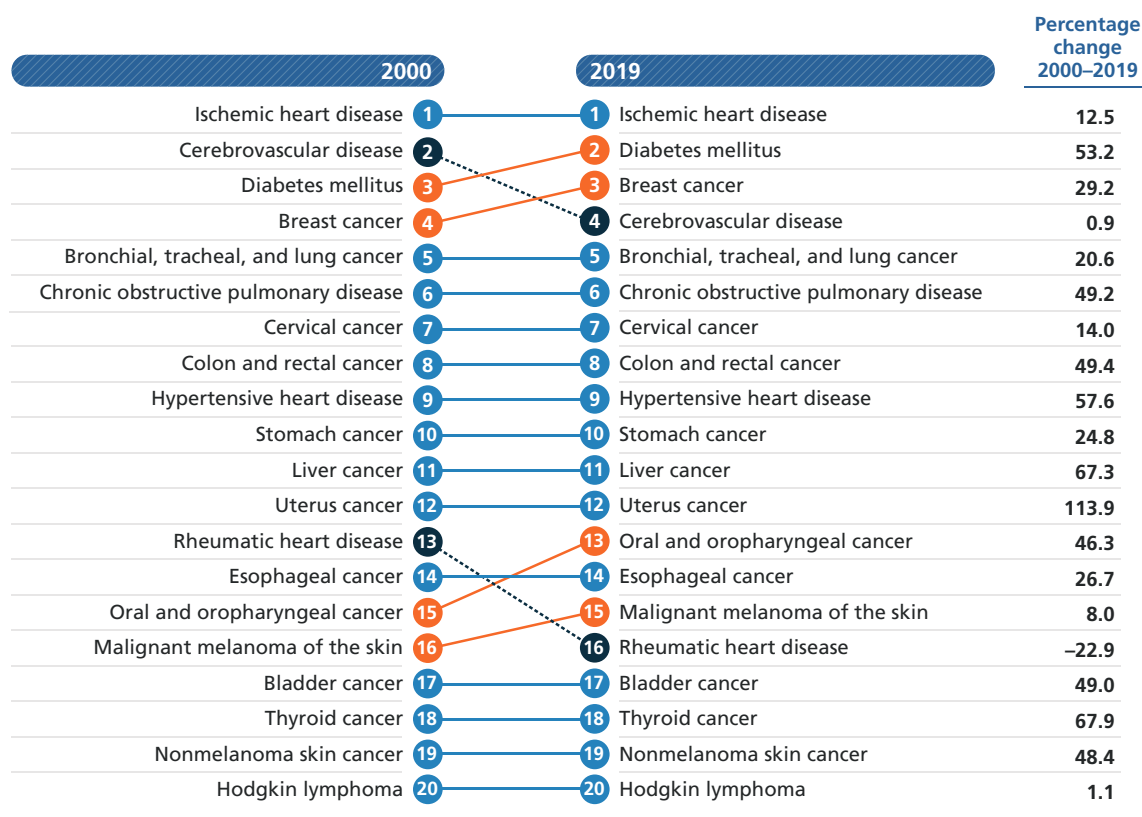 Percentage
change
2000–2019
2000 2019
Ischemic heart disease 1 1 Ischemic heart disease 12.5
Cerebrovascular disease 2 2 Diabetes mellitus 53.2
Diabetes mellitus 3 3 Breast cancer 29.2
Breast cancer 4 4 Cerebrovascular disease 0.9
Bronchial, tracheal, and lung cancer 5 5 Bronchial, tracheal, and lung cancer 20.6
Chronic obstructive pulmonary disease 6 6 Chronic obstructive pulmonary disease 49.2
Cervical cancer 7 7 Cervical cancer 14.0
Colon and rectal cancer 8 8 Colon and rectal cancer 49.4
Hypertensive heart disease 9 9 Hypertensive heart disease 57.6
Stomach cancer 10 10 Stomach cancer 24.8
Liver cancer 11 11 Liver cancer 67.3
Uterus cancer 12 12 Uterus cancer 113.9
Rheumatic heart disease 13 13 Oral and oropharyngeal cancer 46.3
Esophageal cancer 14 14 Esophageal cancer 26.7
Oral and oropharyngeal cancer 15 15 Malignant melanoma of the skin 8.0
Malignant melanoma of the skin 16 16 Rheumatic heart disease –22.9
Bladder cancer 17 17 Bladder cancer 49.0
Thyroid cancer 18 18 Thyroid cancer 67.9
Nonmelanoma skin cancer 19 19 Nonmelanoma skin cancer 48.4
Hodgkin lymphoma 20 20 Hodgkin lymphoma 1.1